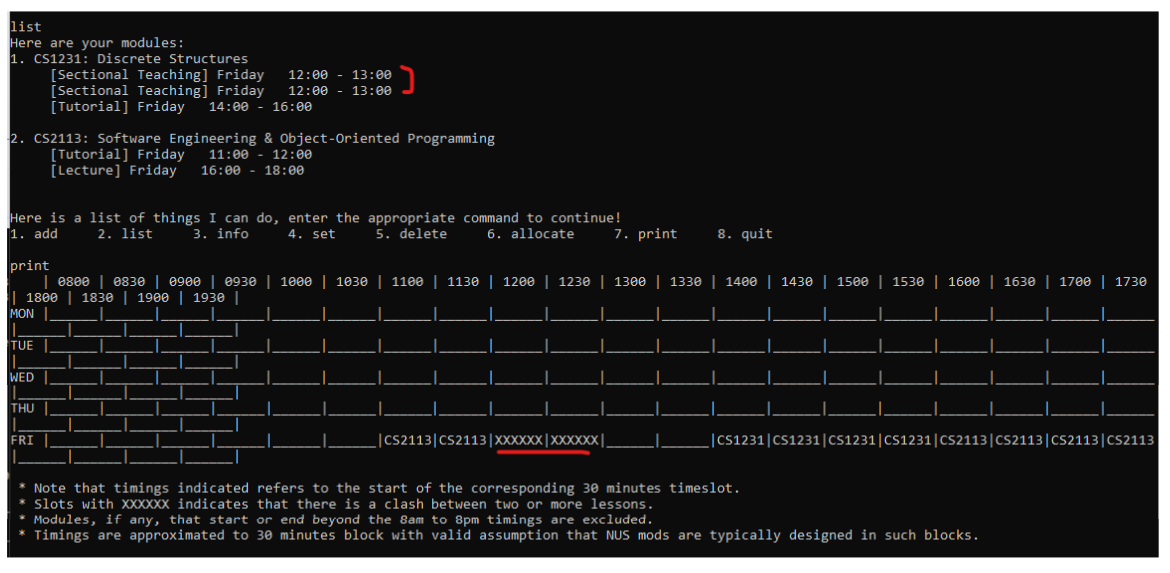 list
Here are your modules:
1. CS1231: Discrete Structures
     [Sectional Teaching] Friday   12:00 - 13:00
     [Sectional Teaching] Friday   12:00 - 13:00
     [Tutorial] Friday   14:00 - 16:00
2. CS2113: Software Engineering & Object-Oriented Programming
     [Tutorial] Friday   11:00 - 12:00
     [Lecture] Friday   16:00 - 18:00
Here is a list of things I can do, enter the appropriate command to continue!
1. add     2. list     3. info     4. set     5. delete     6. allocate     7. print     8. quit
print
    | 0800 | 0830 | 0900 | 0930 | 1000 | 1030 | 1100 | 1130 | 1200 | 1230 | 1300 | 1330 | 1400 | 1430 | 1500 | 1530 | 1600 | 1630 | 1700 | 1730
| 1800 | 1830 | 1900 | 1930 |
MON |______|______|______|______|______|______|______|______|______|______|______|______|______|______|______|______|______|______|______|______
|______|______|______|______|
TUE |______|______|______|______|______|______|______|______|______|______|______|______|______|______|______|______|______|______|______|______
|______|______|______|______|
WED |______|______|______|______|______|______|______|______|______|______|______|______|______|______|______|______|______|______|______|______
|______|______|______|______|
THU |______|______|______|______|______|______|______|______|______|______|______|______|______|______|______|______|______|______|______|______
|______|______|______|______|
FRI |______|______|______|______|______|______|CS2113|CS2113|XXXXXX|XXXXXX|______|______|CS1231|CS1231|CS1231|CS1231|CS2113|CS2113|CS2113|CS2113
|______|______|______|______|
 * Note that timings indicated refers to the start of the corresponding 30 minutes timeslot.
 * Slots with XXXXXX indicates that there is a clash between two or more lessons.
 * Modules, if any, that start or end beyond the 8am to 8pm timings are excluded.
 * Timings are approximated to 30 minutes block with valid assumption that NUS mods are typically designed in such blocks.